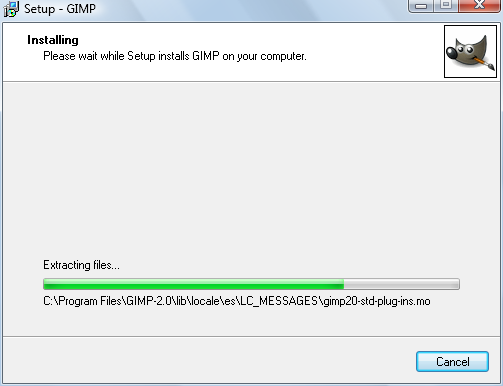 Setup - GIMP
Installing
Please wait while Setup installs GIMP on your computer.
Extracting files...
C:\Program Files\GIMP-2.0\lib\locale\es\LC_MESSAGES\gimp20-std-plug-ins.mo
Cancel